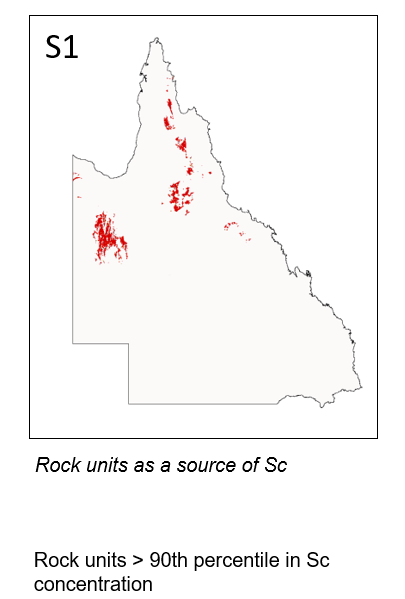 S1
Rock units as a source of Sc
Rock units > 90th percentile in Sc
concentration